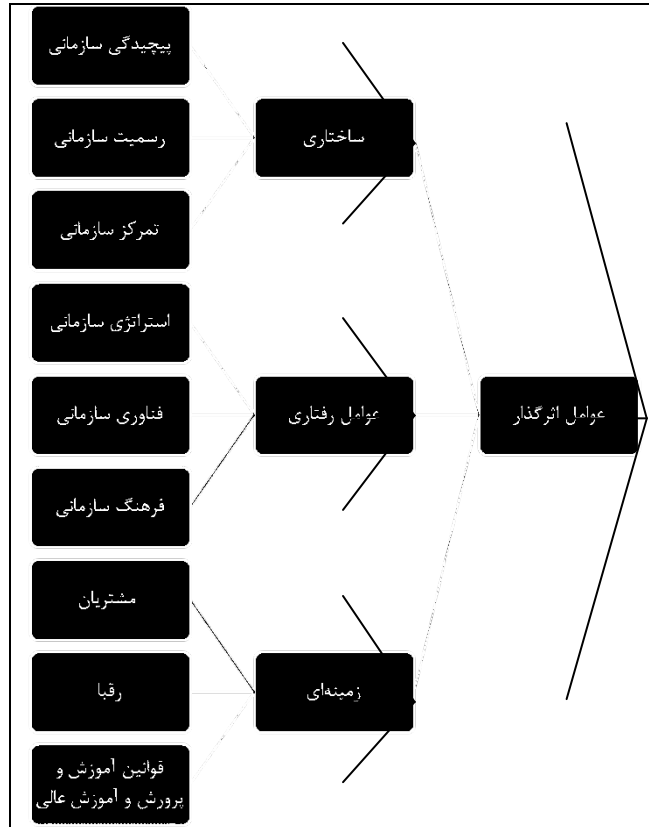 عوامل اثرگذار
ساختاری
پیچیدگی سازمانی
رسمیت سازمانی
تمرکز سازمانی
عوامل رفتاری
استراتژی سازمانی
فناوری سازمانی
فرهنگ سازمانی
زمینه‌ای
مشتریان
رقبا
قوانین آموزش و
پرورش و آموزش عالی